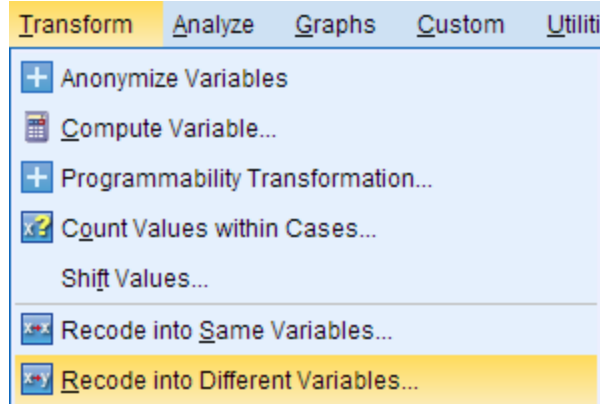 Transform Analyze Graphs Custom Utiliti
Anonymize Variables
Compute Variable...
Programmability Transformation...
Count Values within Cases...
Shift Values...
Recode into Same Variables...
Recode into Different Variables...